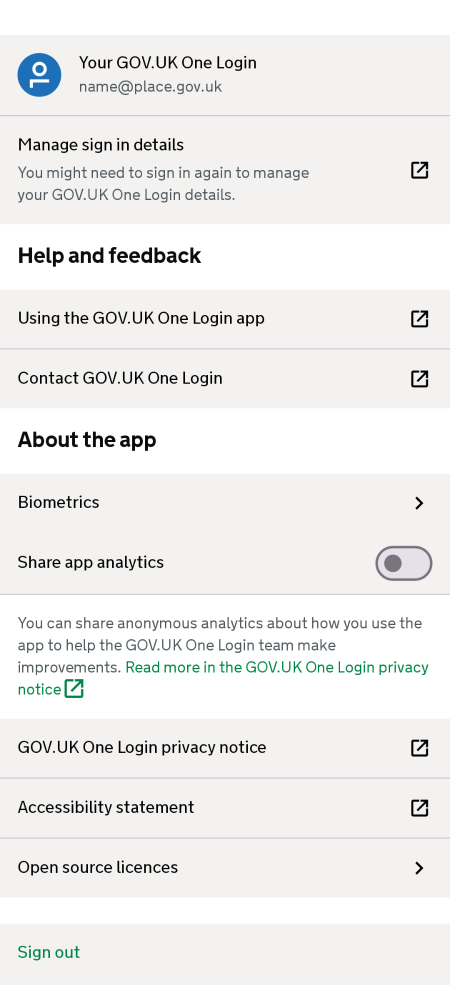 Your GOV.UK One Login
name@place.gov.uk
Manage sign in details
You might need to sign in again to manage
your GOV.UK One Login details.
Help and feedback
Using the GOV.UK One Login app
Contact GOV.UK One Login
About the app
Biometrics
Share app analytics
You can share anonymous analytics about how you use the
app to help the GOV.UK One Login team make
improvements. Read more in the GOV.UK One Login privacy
notice
GOV.UK One Login privacy notice
Accessibility statement
Open source licences
Sign out